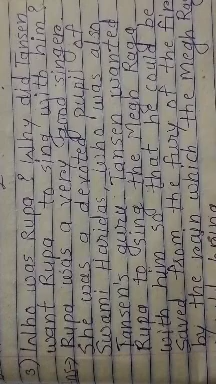 3) Who was Rupa? Why did Tansen
want Rupa to sing with him?
Ans→ Rupa was a very good singer.
She was a devoted pupil of
Swami Haridas, who was also
Tansen's guru. Tansen wanted
Rupa to sing the Megh Raga
with him so that he could be
saved from the fury of the fire
by the rain which the Megh Raga